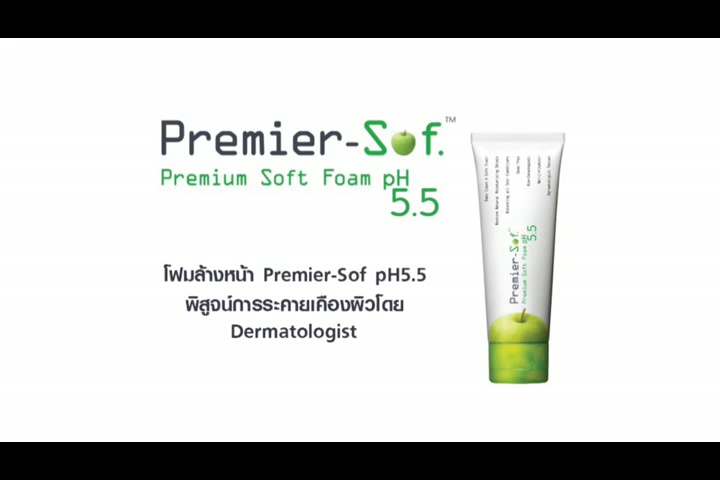 Premier-Sof.™
Premium Soft Foam pH
5.5
โฟมล้างหน้า Premier-Sof pH5.5
พิสูจน์การระคายเคืองผิวโดย
Dermatologist
Premier-Sof.
Premium Soft Foam pH
5.5